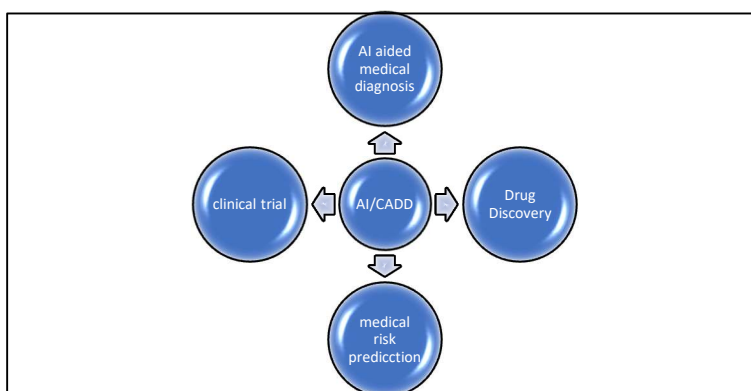 AI aided
medical
diagnosis
clinical trial
AI/CADD
Drug
Discovery
medical
risk
predicction